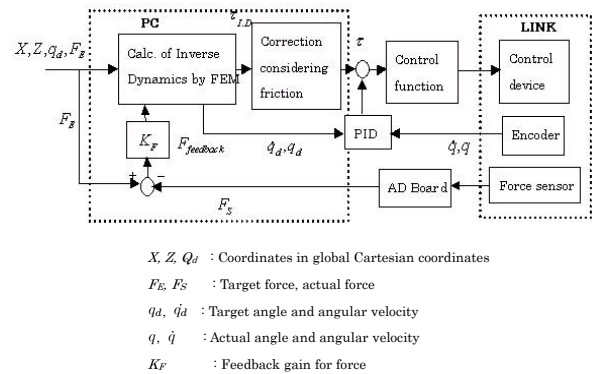 PC
τ_{I.D}
LINK
X, Z, q_d, F_E
Calc. of Inverse
Dynamics by FEM
Correction
considering
friction
τ
Control
function
Control
device
F_E
K_F
F_{feedback}
q̇_d, q_d
PID
q̇, q
Encoder
+
−
F_S
AD Board
Force sensor
X, Z, Q_d : Coordinates in global Cartesian coordinates
F_E, F_S : Target force, actual force
q_d, q̇_d : Target angle and angular velocity
q, q̇ : Actual angle and angular velocity
K_F : Feedback gain for force